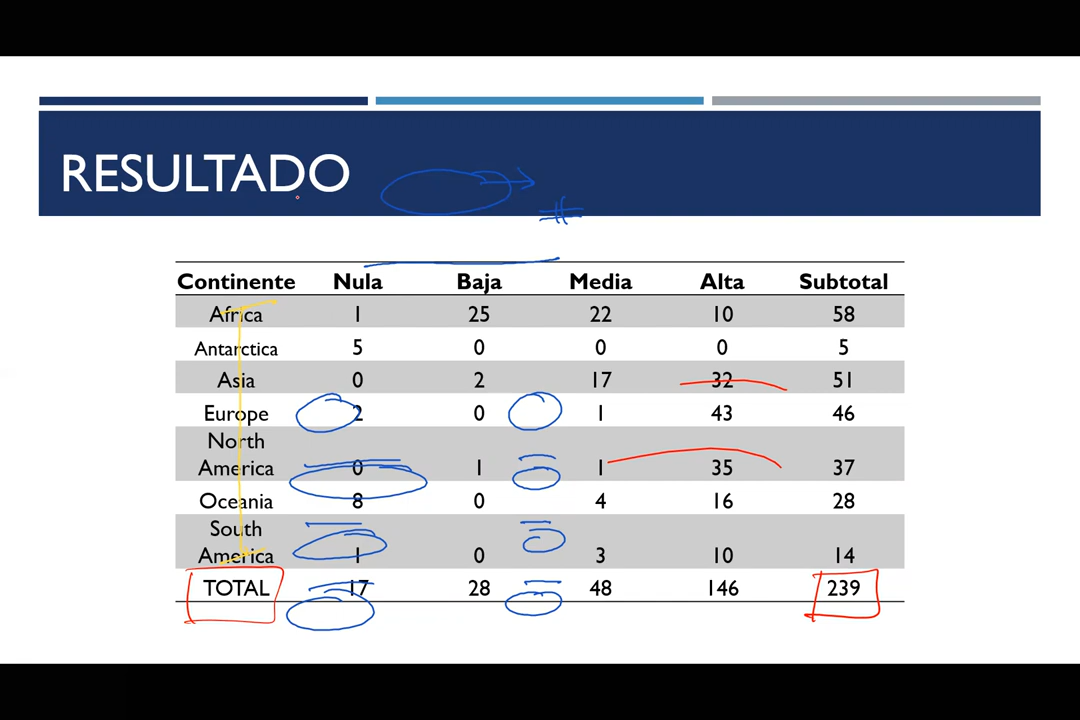 RESULTADO
Continente Nula Baja Media Alta Subtotal
Africa 1 25 22 10 58
Antarctica 5 0 0 0 5
Asia 0 2 17 32 51
Europe 2 0 1 43 46
North
America 0 1 1 35 37
Oceania 8 0 4 16 28
South
America 1 0 3 10 14
TOTAL 17 28 48 146 239